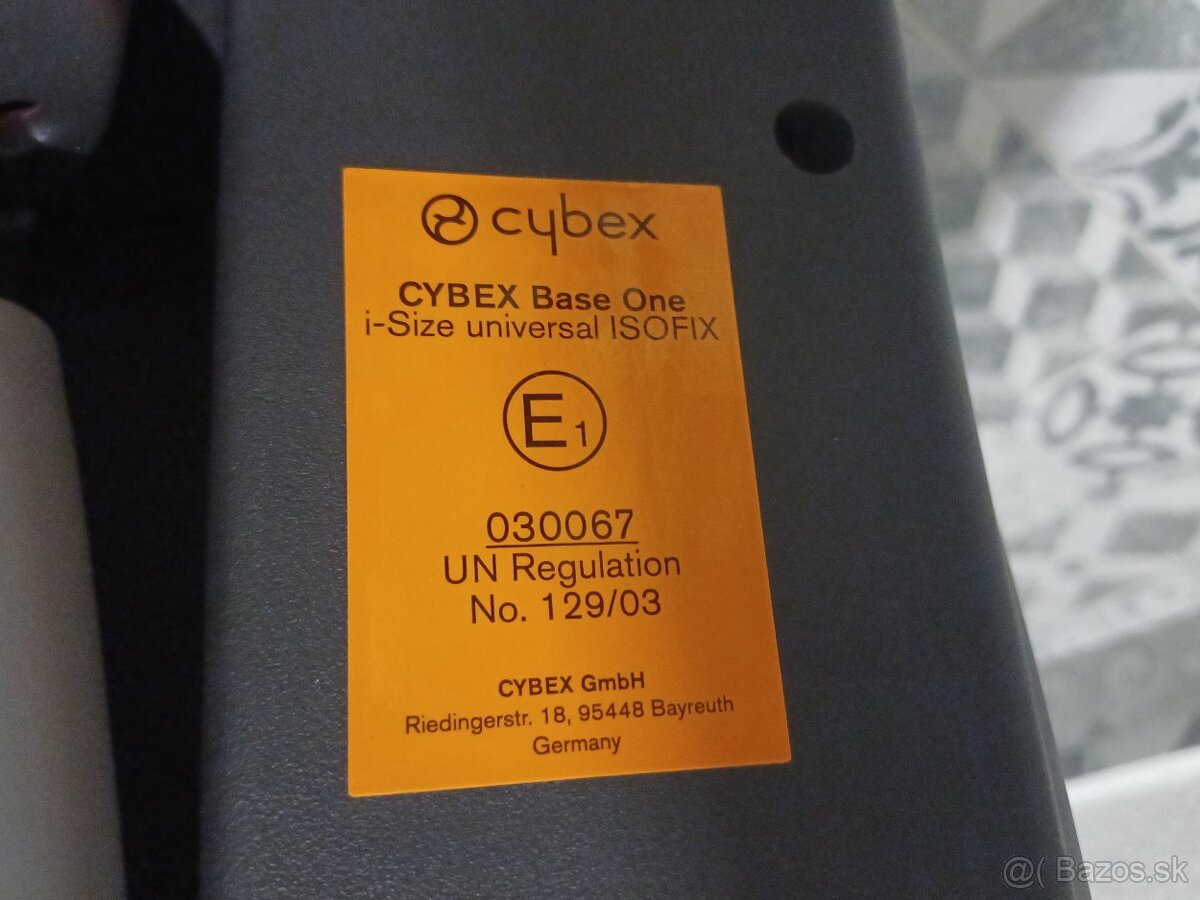 cybex
CYBEX Base One
i-Size universal ISOFIX
E1
030067
UN Regulation
No. 129/03
CYBEX GmbH
Riedingerstr. 18, 95448 Bayreuth
Germany
@( Bazos.sk